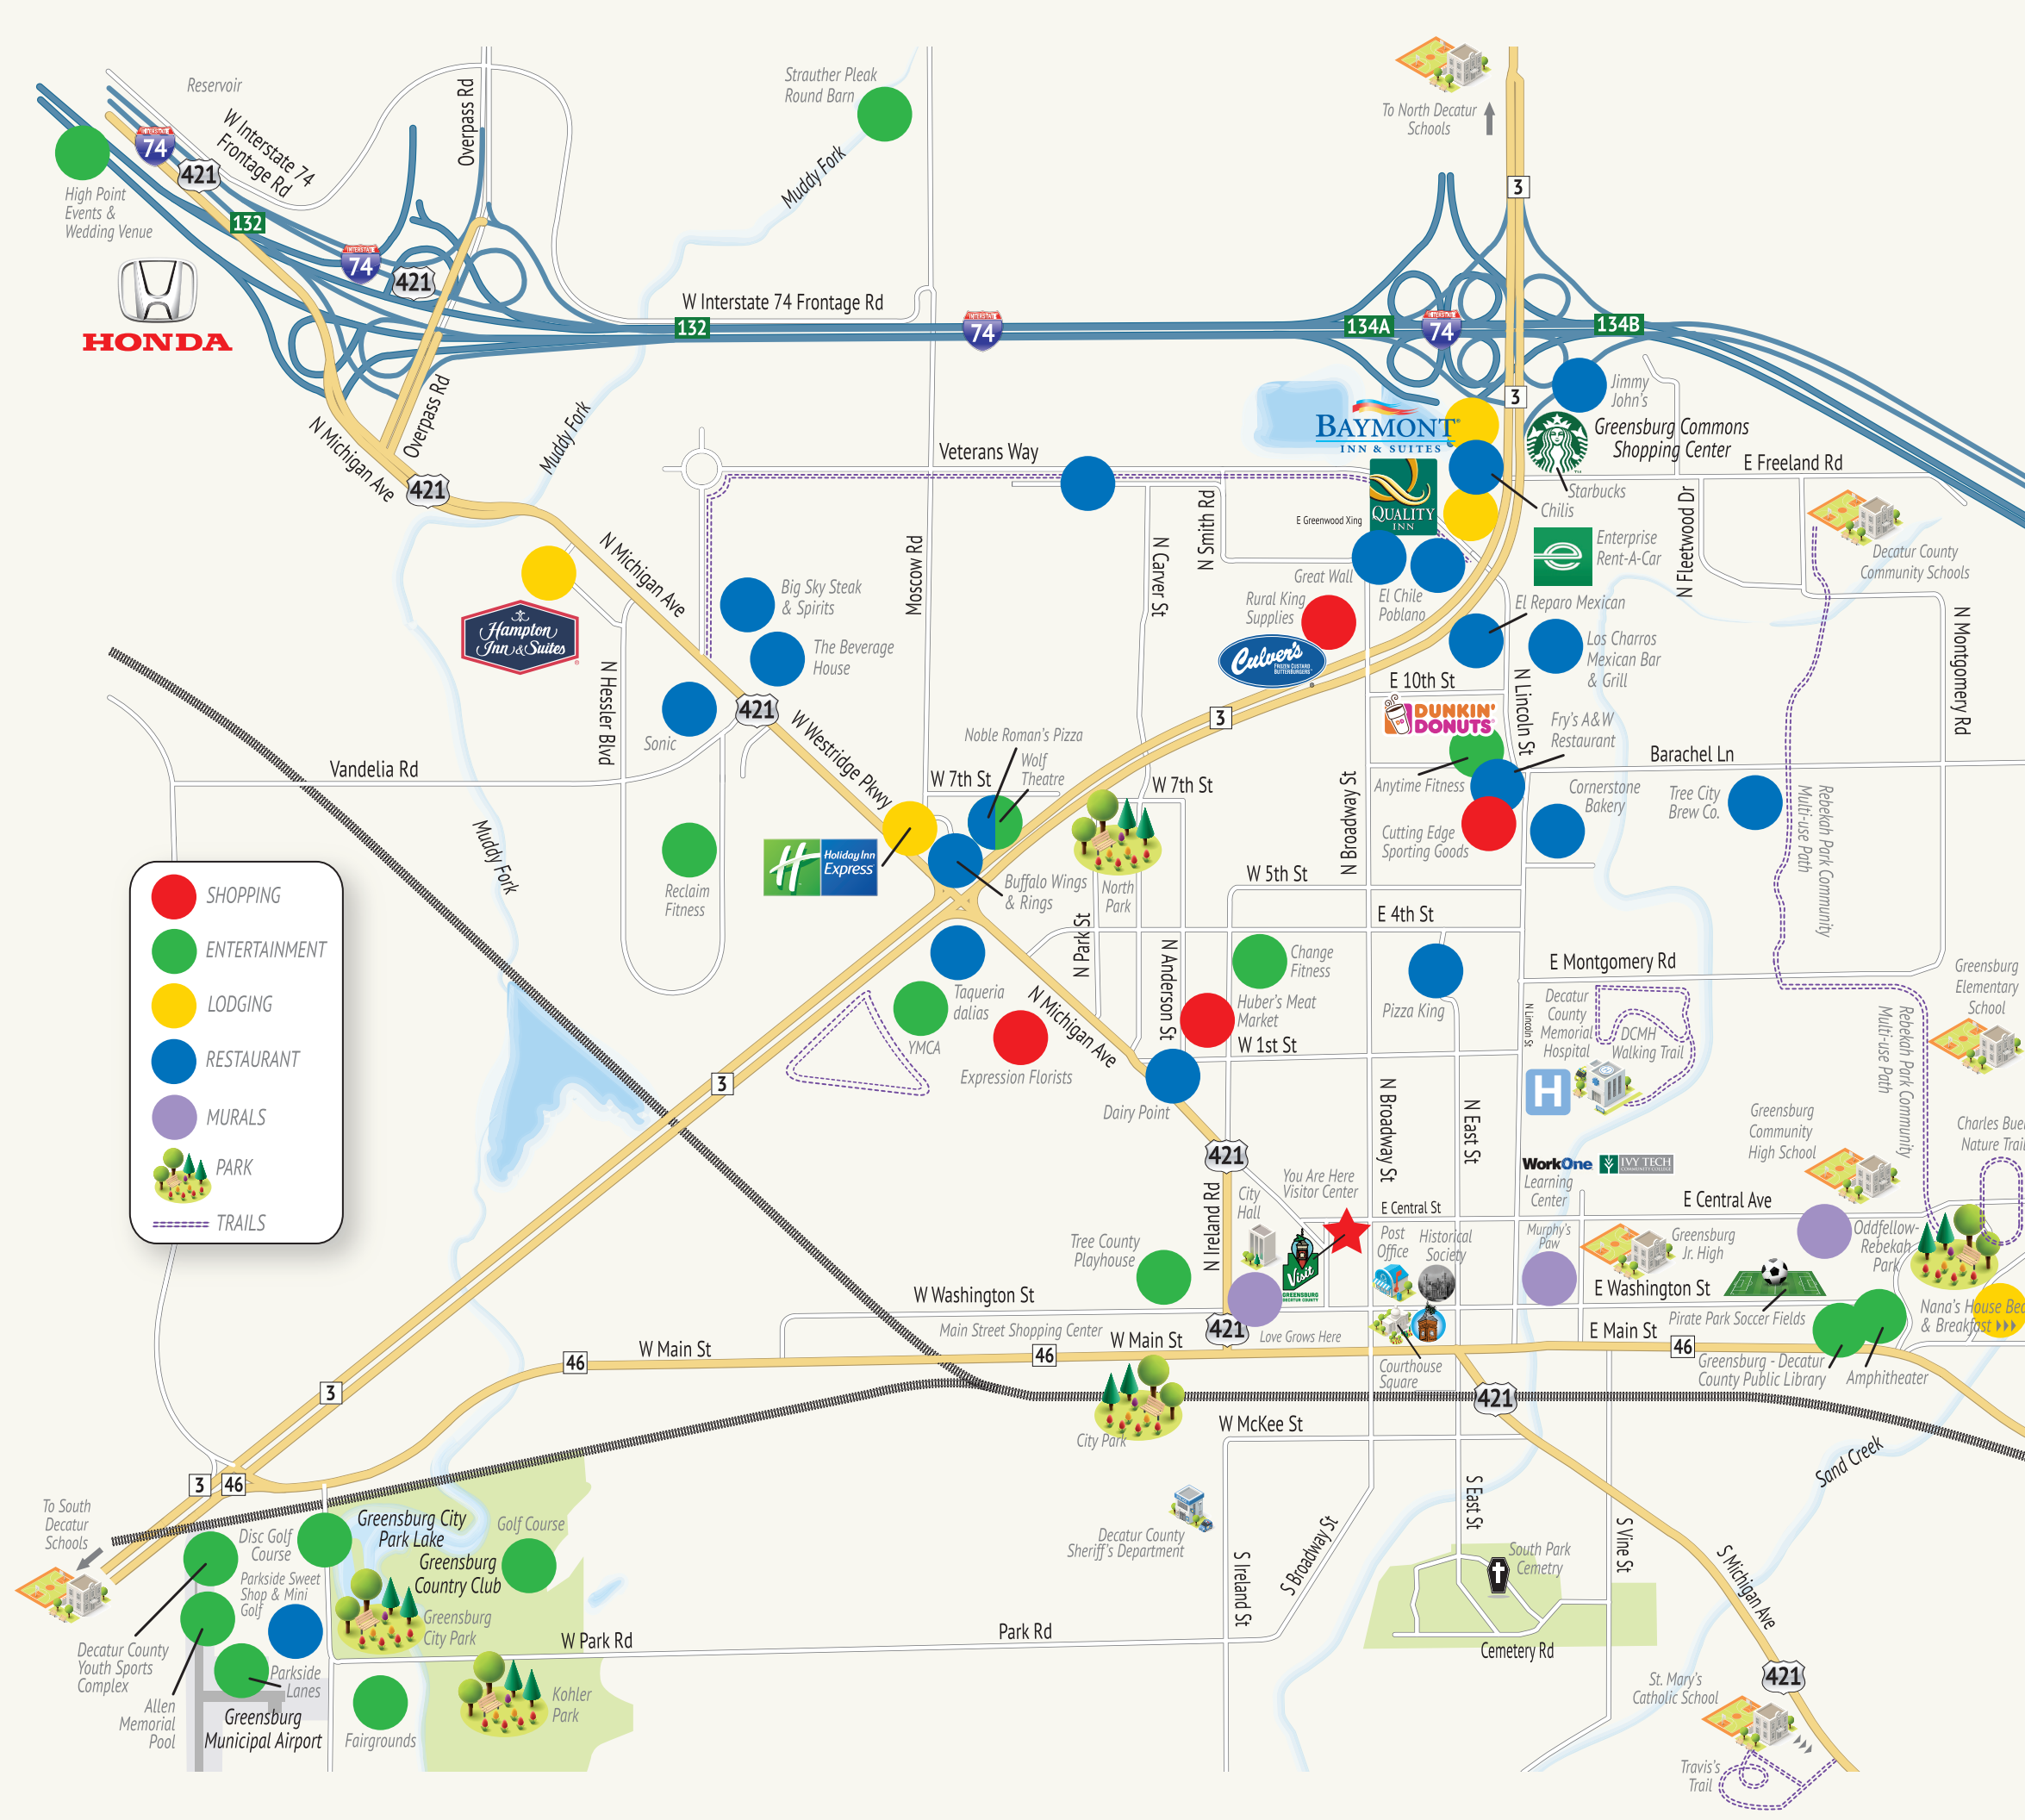 Reservoir
W Interstate 74
Frontage Rd
Overpass Rd
Strauther Pleak
Round Barn
Muddy Fork
To North Decatur
Schools
3
INTERSTATE
74
421
132
High Point
Events &
Wedding Venue
INTERSTATE
74
421
HONDA
W Interstate 74 Frontage Rd
132
INTERSTATE
74
134A
INTERSTATE
74
134B
3
N Michigan Ave
Overpass Rd
421
Muddy Fork
Jimmy
John's
BAYMONT
INN & SUITES
Greensburg Commons
Shopping Center
Starbucks
Chilis
Veterans Way
E Freeland Rd
QUALITY
INN
E Greenwood Xing
N Smith Rd
N Carver St
Moscow Rd
N Fleetwood Dr
Enterprise
Rent-A-Car
Decatur County
Community Schools
N Michigan Ave
Hampton
Inn & Suites
Big Sky Steak
& Spirits
The Beverage
House
Sonic
421
N Hessler Blvd
Great Wall
El Chile
Poblano
Rural King
Supplies
Culver's
FROZEN CUSTARD
BUTTERBURGERS
El Reparo Mexican
Los Charros
Mexican Bar
& Grill
N Montgomery Rd
E 10th St
N Lincoln St
DUNKIN'
DONUTS
3
Fry's A&W
Restaurant
Barachel Ln
Anytime Fitness
Cornerstone
Bakery
Tree City
Brew Co.
Rebekah Park Community
Multi-use Path
Cutting Edge
Sporting Goods
N Broadway St
Vandelia Rd
W Westridge Pkwy
Noble Roman's Pizza
Wolf
Theatre
W 7th St
W 7th St
Holiday Inn
Express
Buffalo Wings
& Rings
North
Park
Reclaim
Fitness
Muddy Fork
SHOPPING
ENTERTAINMENT
LODGING
RESTAURANT
MURALS
PARK
TRAILS
W 5th St
E 4th St
N Park St
N Anderson St
Change
Fitness
Pizza King
E Montgomery Rd
Taqueria
dalias
YMCA
Expression Florists
N Michigan Ave
Huber's Meat
Market
W 1st St
Dairy Point
3
N Lincoln St
Decatur
County
Memorial
Hospital
DCMH
Walking Trail
H
Greensburg
Elementary
School
Rebekah Park Community
Multi-use Path
N Broadway St
N East St
Greensburg
Community
High School
Charles Buel
Nature Trail
421
WorkOne
IVY TECH
COMMUNITY COLLEGE
Learning
Center
You Are Here
Visitor Center
City
Hall
E Central St
E Central Ave
N Ireland Rd
Visit
GREENSBURG
DECATUR COUNTY
Post
Office
Historical
Society
Murphy's
Paw
Greensburg
Jr. High
Oddfellow-
Rebekah
Park
Tree County
Playhouse
W Washington St
E Washington St
Pirate Park Soccer Fields
Nana's House Bed
& Breakfast
421
Love Grows Here
Main Street Shopping Center
W Main St
W Main St
46
46
E Main St
46
Courthouse
Square
Greensburg - Decatur
County Public Library
Amphitheater
3
421
City Park
W McKee St
Sand Creek
3
46
To South
Decatur
Schools
Disc Golf
Course
Greensburg City
Park Lake
Golf Course
Greensburg
Country Club
Parkside Sweet
Shop & Mini
Golf
Greensburg
City Park
Decatur County
Sheriff's Department
S East St
S Broadway St
S Ireland St
South Park
Cemetry
S Vine St
S Michigan Ave
Cemetery Rd
W Park Rd
Park Rd
Decatur County
Youth Sports
Complex
Parkside
Lanes
Allen
Memorial
Pool
Greensburg
Municipal Airport
Fairgrounds
Kohler
Park
421
St. Mary's
Catholic School
Travis's
Trail